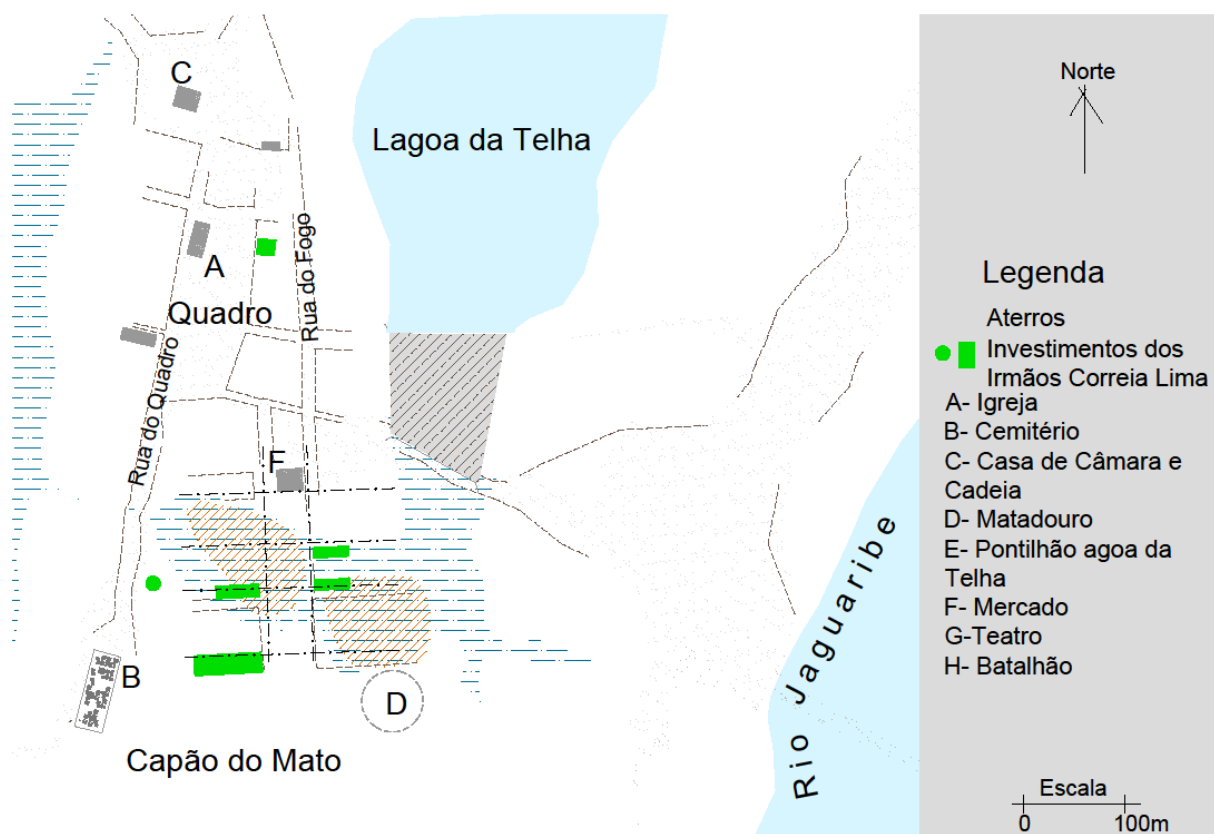 C
Lagoa da Telha
Rua do Fogo
A
Quadro
Rua do Quadro
F
B
D
Capão do Mato
Rio Jaguaribe
Norte
Legenda
Aterros
Investimentos dos
Irmãos Correia Lima
A- Igreja
B- Cemitério
C- Casa de Câmara e
Cadeia
D- Matadouro
E- Pontilhão agoa da
Telha
F- Mercado
G-Teatro
H- Batalhão
Escala
0 100m